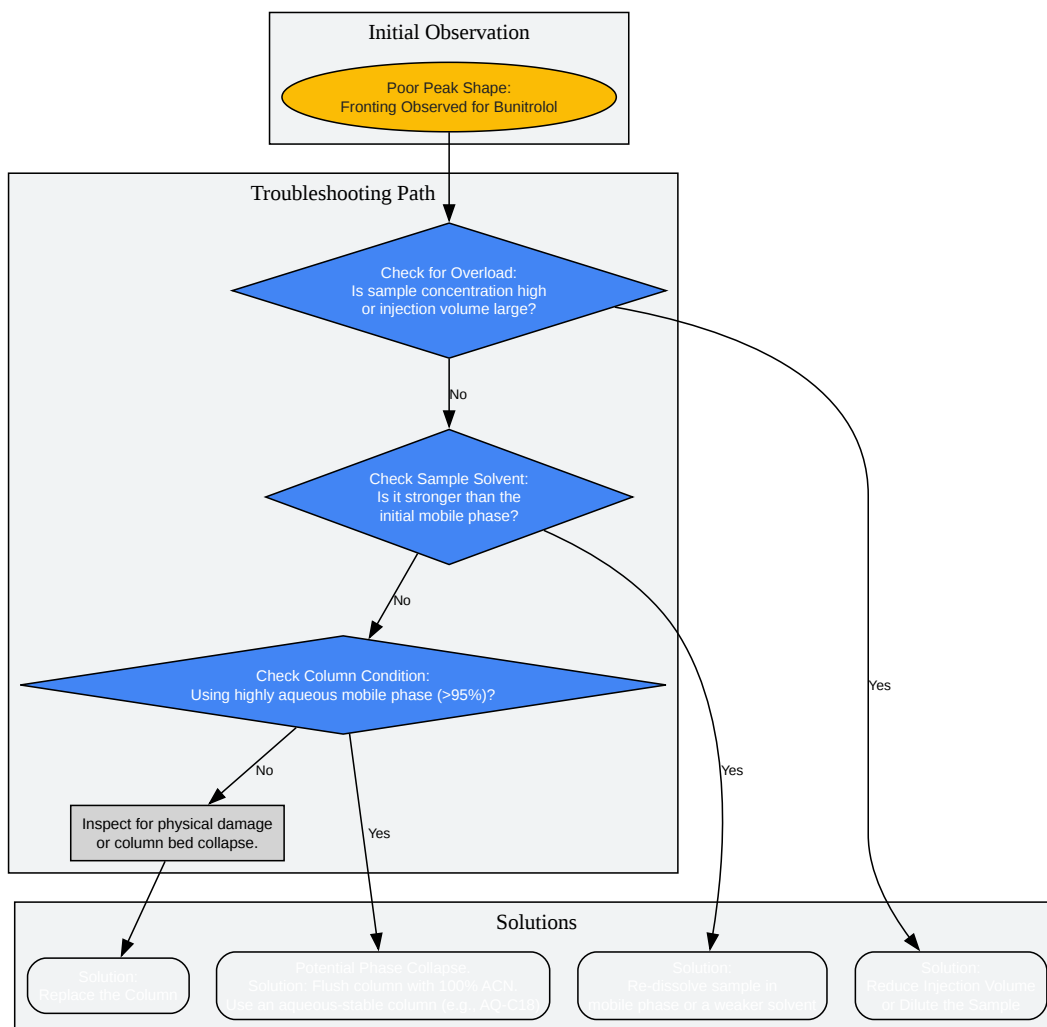 Initial Observation
Poor Peak Shape:
Fronting Observed for Bunitrolol
Troubleshooting Path
Check for Overload:
Is sample concentration high
or injection volume large?
No
Check Sample Solvent:
Is it stronger than the
initial mobile phase?
No
Check Column Condition:
Using highly aqueous mobile phase (>95%)?
Yes
Yes
No
Inspect for physical damage
or column bed collapse.
Yes
Solutions
Solution:
Replace the Column
Potential Phase Collapse.
Solution: Flush column with 100% ACN.
Use an aqueous-stable column (e.g., AQ-C18)
Solution:
Re-dissolve sample in
mobile phase or a weaker solvent
Solution:
Reduce Injection Volume
or Dilute the Sample